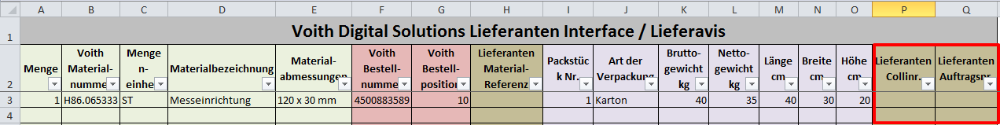 A B C D E F G H I J K L M N O P Q
1 Voith Digital Solutions Lieferanten Interface / Lieferavis
Menge
Voith
Material-
numme
Menge
n-
einhe
Materialbezeichnung
Material-
abmessungen
Voith
Bestell-
numme
Voith
Bestell-
position
Lieferanten
Material-
Referenz
Packstüc
k Nr.
Art der
Verpackung
Brutto-
gewicht
kg
Netto-
gewicht
kg
Länge
cm
Breite
cm
Höhe
cm
Lieferanten
Collinr.
Lieferanten
Auftragsnr
2
3 1 H86.065333 ST Messeinrichtung 120 x 30 mm 4500883589 10 1 Karton 40 35 40 30 20
4